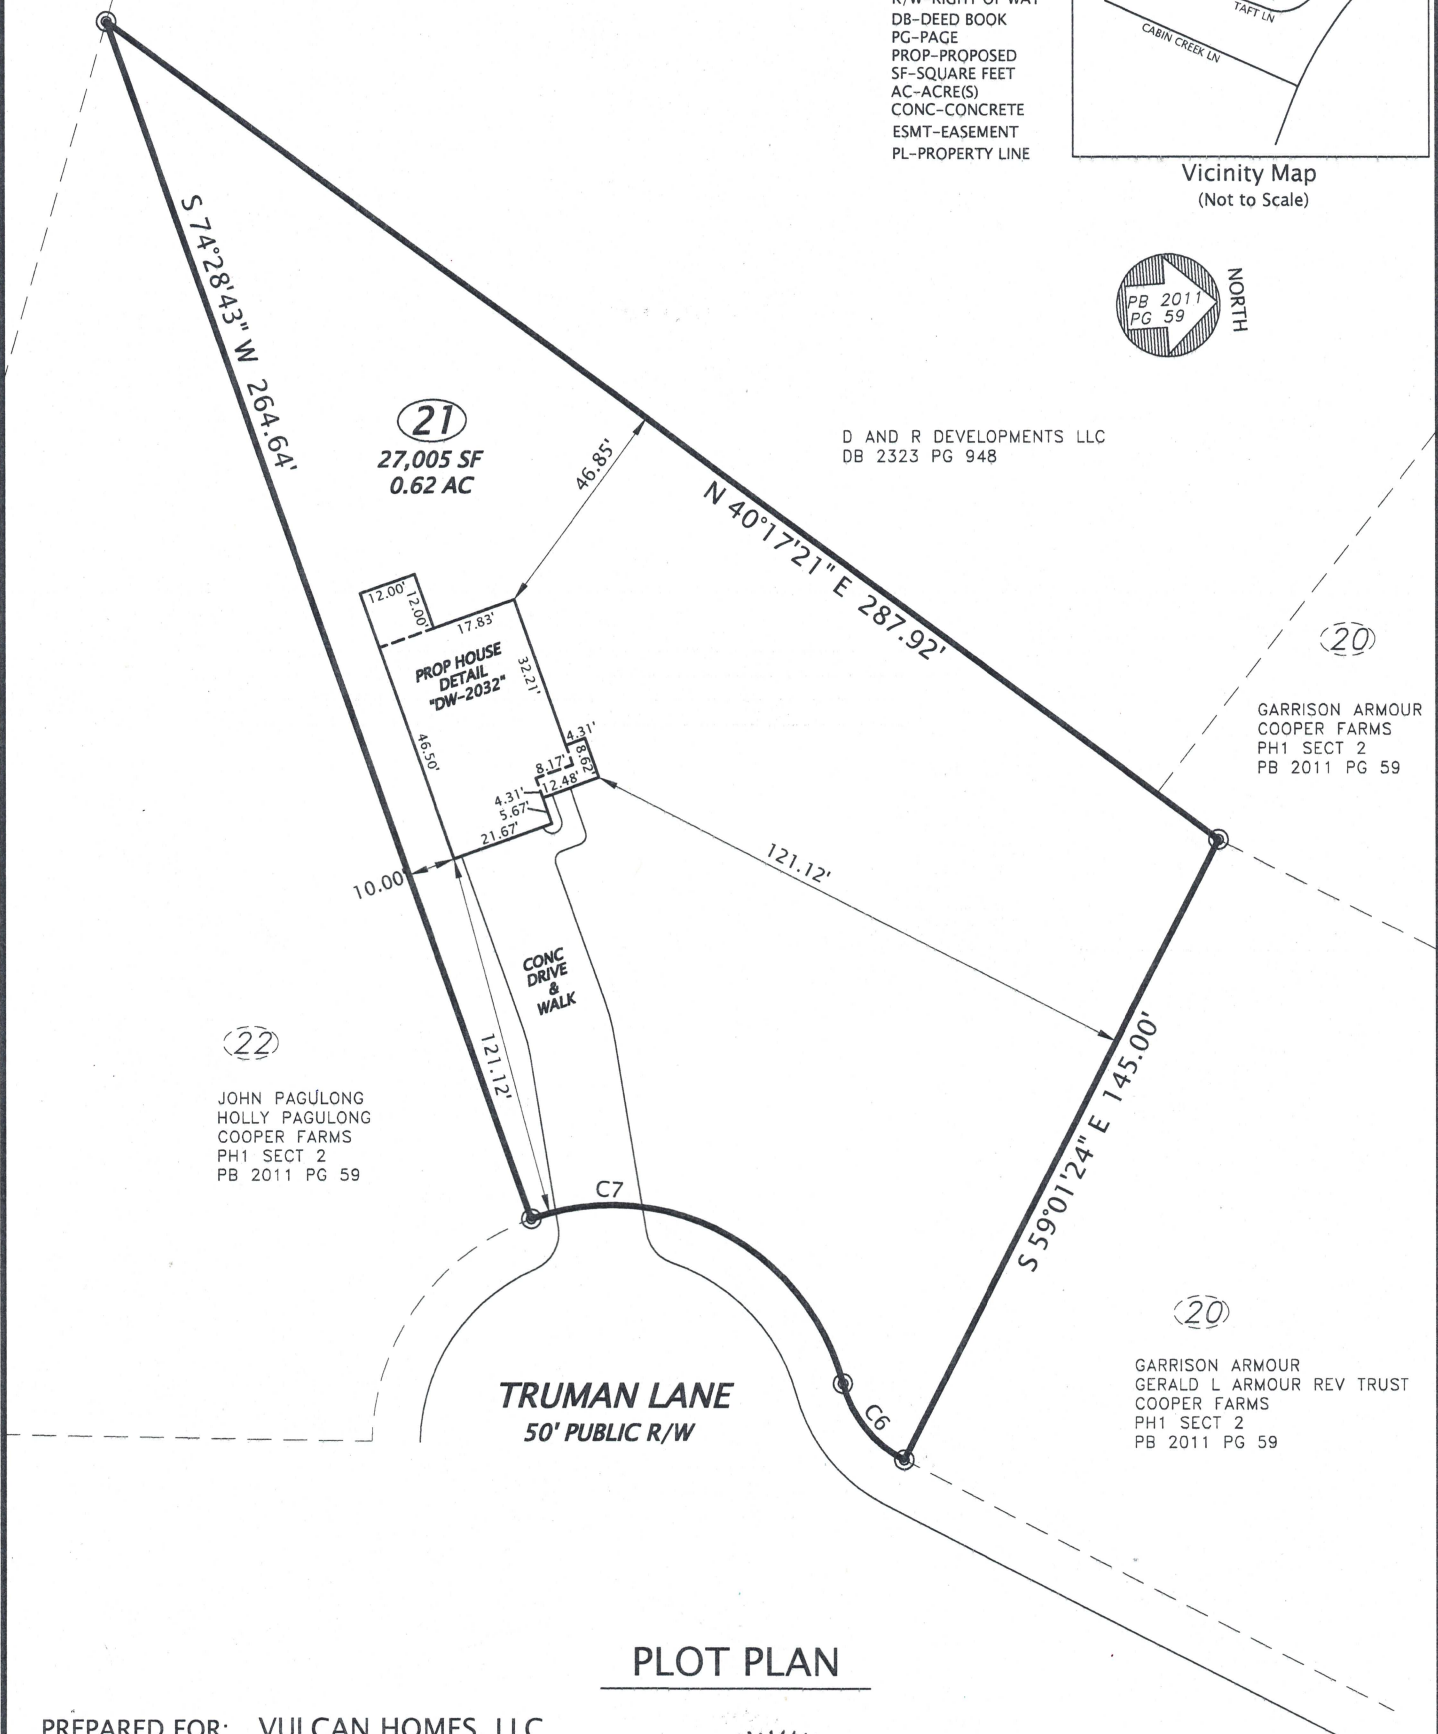 R/W-RIGHT OF WAY
DB-DEED BOOK
PG-PAGE
PROP-PROPOSED
SF-SQUARE FEET
AC-ACRE(S)
CONC-CONCRETE
ESMT-EASEMENT
PL-PROPERTY LINE
TAFT LN
CABIN CREEK LN
Vicinity Map
(Not to Scale)
PB 2011
PG 59
NORTH
S 74°28'43" W 264.64'
21
27,005 SF
0.62 AC
46.85'
D AND R DEVELOPMENTS LLC
DB 2323 PG 948
N 40°17'21" E 287.92'
12.00'
12.00'
17.83'
PROP HOUSE
DETAIL
"DW-2032"
32.21'
46.50'
4.31'
8.62'
8.17'
12.48'
4.31'
5.67'
21.67'
10.00'
121.12'
20
GARRISON ARMOUR
COOPER FARMS
PH1 SECT 2
PB 2011 PG 59
CONC
DRIVE
&
WALK
121.12'
22
JOHN PAGULONG
HOLLY PAGULONG
COOPER FARMS
PH1 SECT 2
PB 2011 PG 59
S 59°01'24" E 145.00'
C7
C6
TRUMAN LANE
50' PUBLIC R/W
20
GARRISON ARMOUR
GERALD L ARMOUR REV TRUST
COOPER FARMS
PH1 SECT 2
PB 2011 PG 59
PLOT PLAN
PREPARED FOR: VULCAN HOMES, LLC